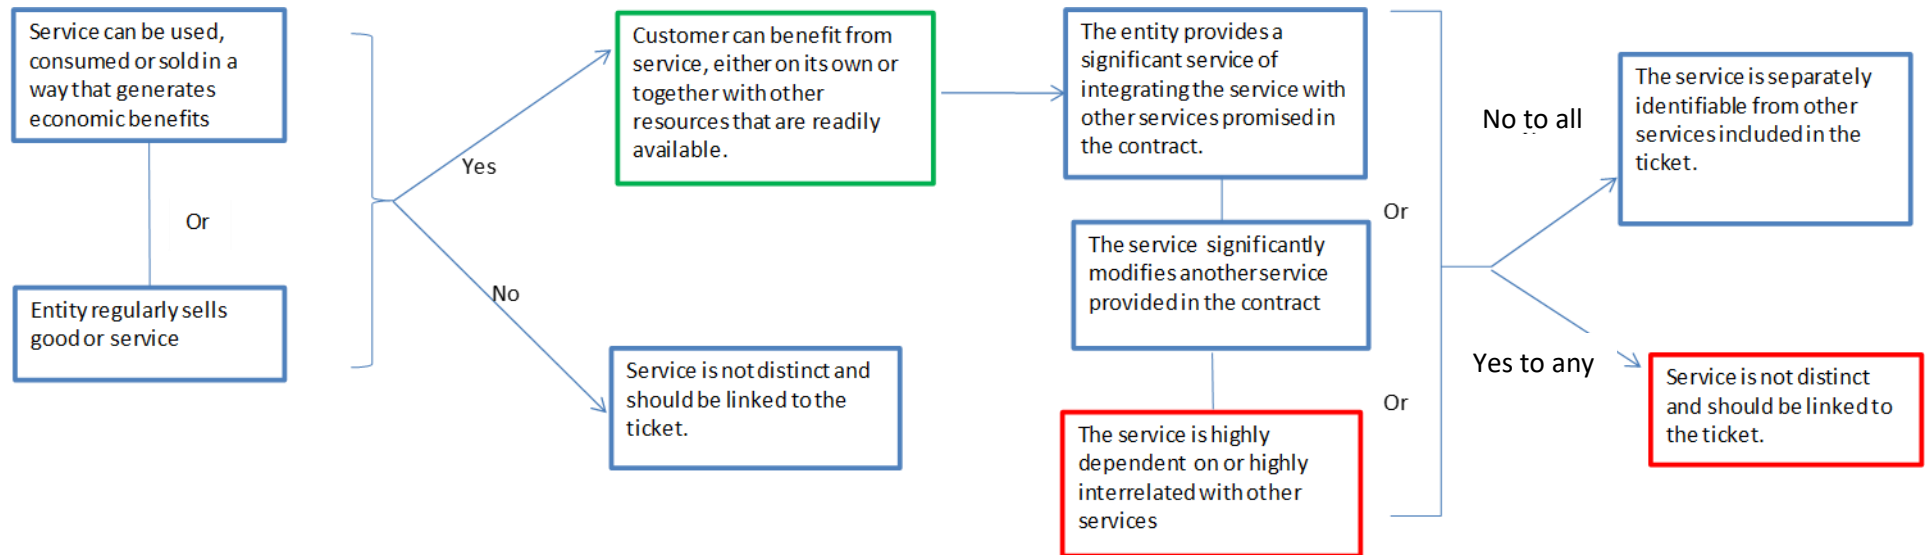 Service can be used,
consumed or sold in a
way that generates
economic benefits
Or
Entity regularly sells
good or service
Yes
No
Customer can benefit from
service, either on its own or
together with other
resources that are readily
available.
Service is not distinct and
should be linked to the
ticket.
The entity provides a
significant service of
integrating the service with
other services promised in
the contract.
Or
The service significantly
modifies another service
provided in the contract
Or
The service is highly
dependent on or highly
interrelated with other
services
No to all
Yes to any
The service is separately
identifiable from other
services included in the
ticket.
Service is not distinct
and should be linked to
the ticket.